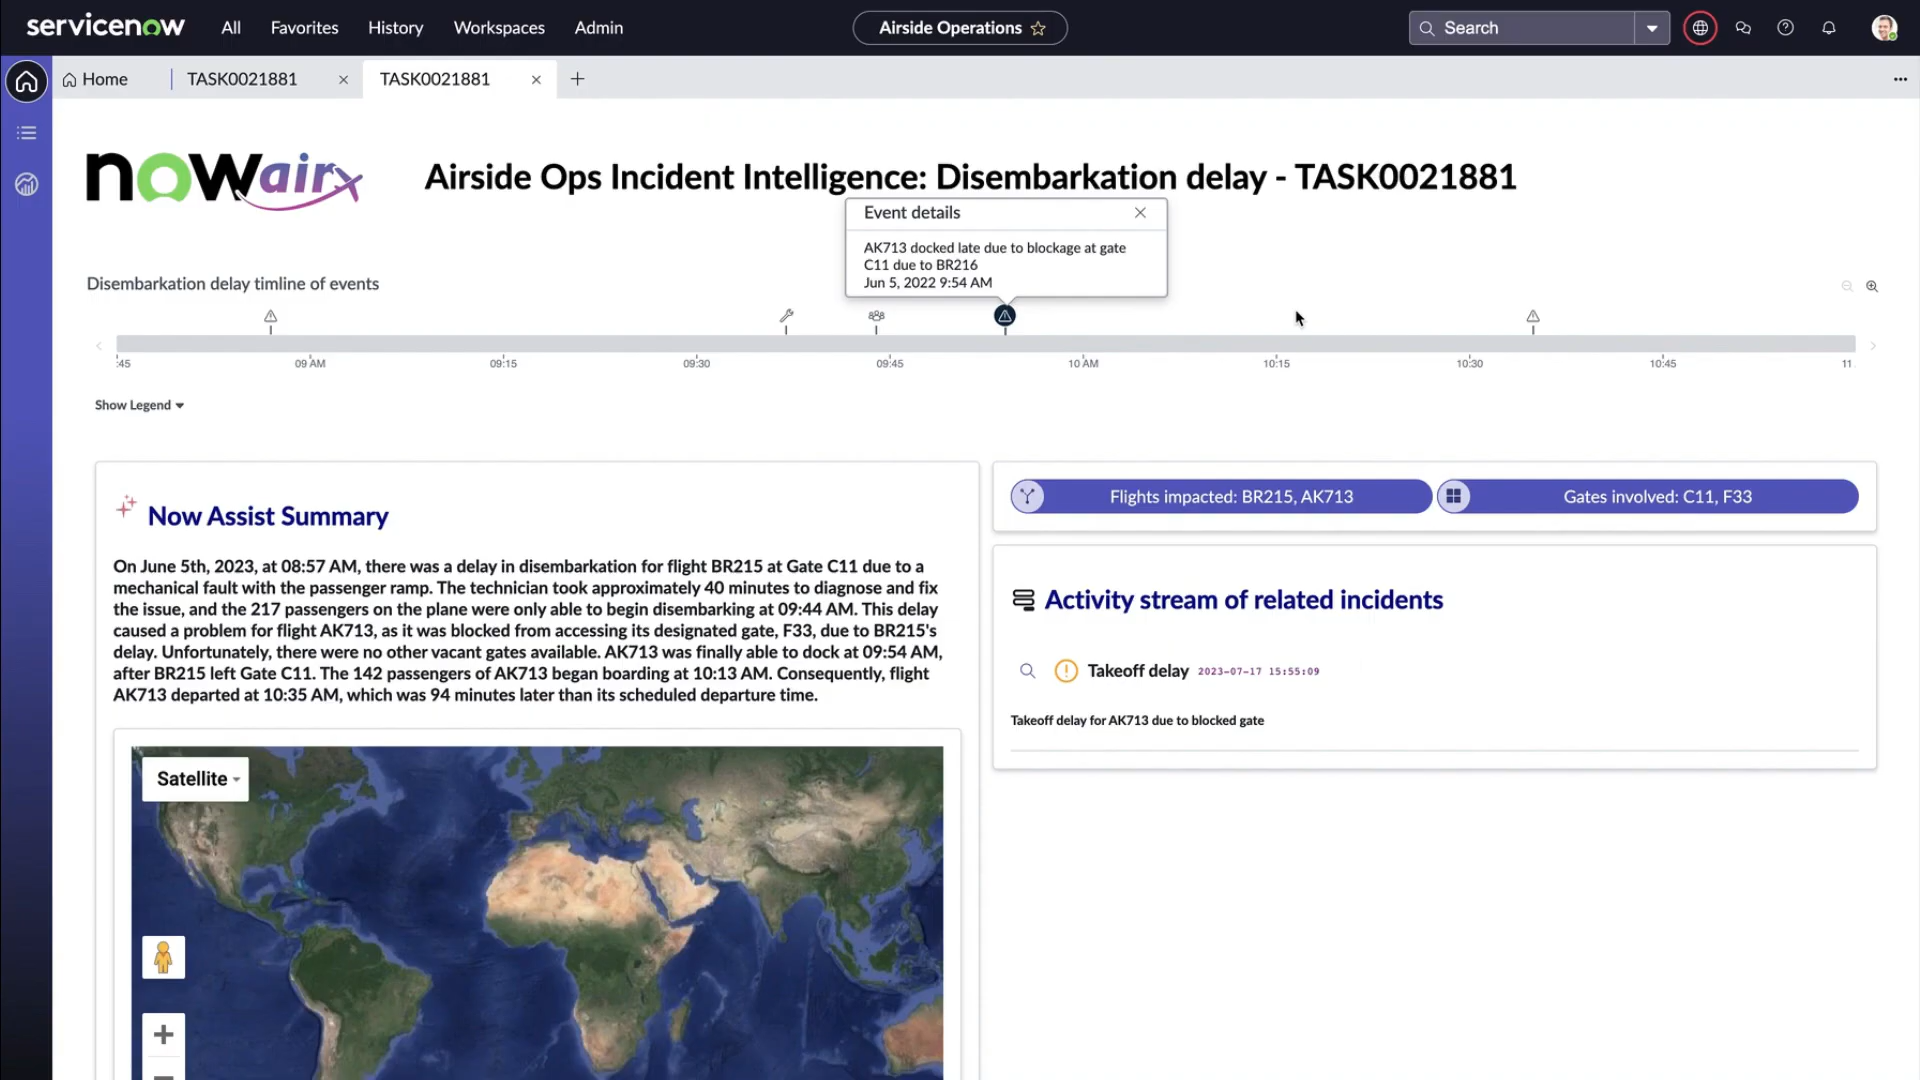 servicenow
All
Favorites
History
Workspaces
Admin
Airside Operations
Search
Home
TASK0021881
TASK0021881
nowairx
Airside Ops Incident Intelligence: Disembarkation delay - TASK0021881
Event details
AK713 docked late due to blockage at gate
C11 due to BR216
Jun 5, 2022 9:54 AM
Disembarkation delay timline of events
:45
09 AM
09:15
09:30
09:45
10 AM
10:15
10:30
10:45
11
Show Legend
Now Assist Summary
On June 5th, 2023, at 08:57 AM, there was a delay in disembarkation for flight BR215 at Gate C11 due to a
mechanical fault with the passenger ramp. The technician took approximately 40 minutes to diagnose and fix
the issue, and the 217 passengers on the plane were only able to begin disembarking at 09:44 AM. This delay
caused a problem for flight AK713, as it was blocked from accessing its designated gate, F33, due to BR215's
delay. Unfortunately, there were no other vacant gates available. AK713 was finally able to dock at 09:54 AM,
after BR215 left Gate C11. The 142 passengers of AK713 began boarding at 10:13 AM. Consequently, flight
AK713 departed at 10:35 AM, which was 94 minutes later than its scheduled departure time.
Satellite
Flights impacted: BR215, AK713
Gates involved: C11, F33
Activity stream of related incidents
Takeoff delay 2023-07-17 15:55:09
Takeoff delay for AK713 due to blocked gate